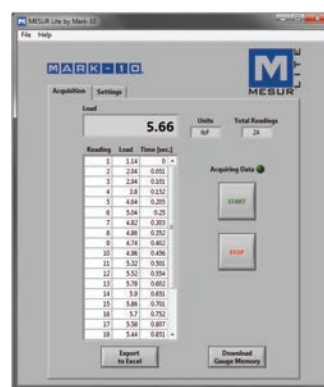 MESUR Lite by Mark-10
File Help
MARK-10
M
MESUR
LITE
Acquisition Settings
Load
5.66
Units
lbF
Total Readings
24
Reading Load Time [sec.]
1 1.14 0
2 2.04 0.051
3 2.94 0.101
4 3.8 0.152
5 4.64 0.205
6 5.04 0.25
7 4.82 0.303
8 4.86 0.352
9 4.74 0.402
10 4.96 0.456
11 5.32 0.501
12 5.52 0.554
13 5.76 0.602
14 5.9 0.651
15 5.86 0.701
16 5.7 0.752
17 5.58 0.807
18 5.44 0.851
Acquiring Data
START
STOP
Export
to Excel
Download
Gauge Memory